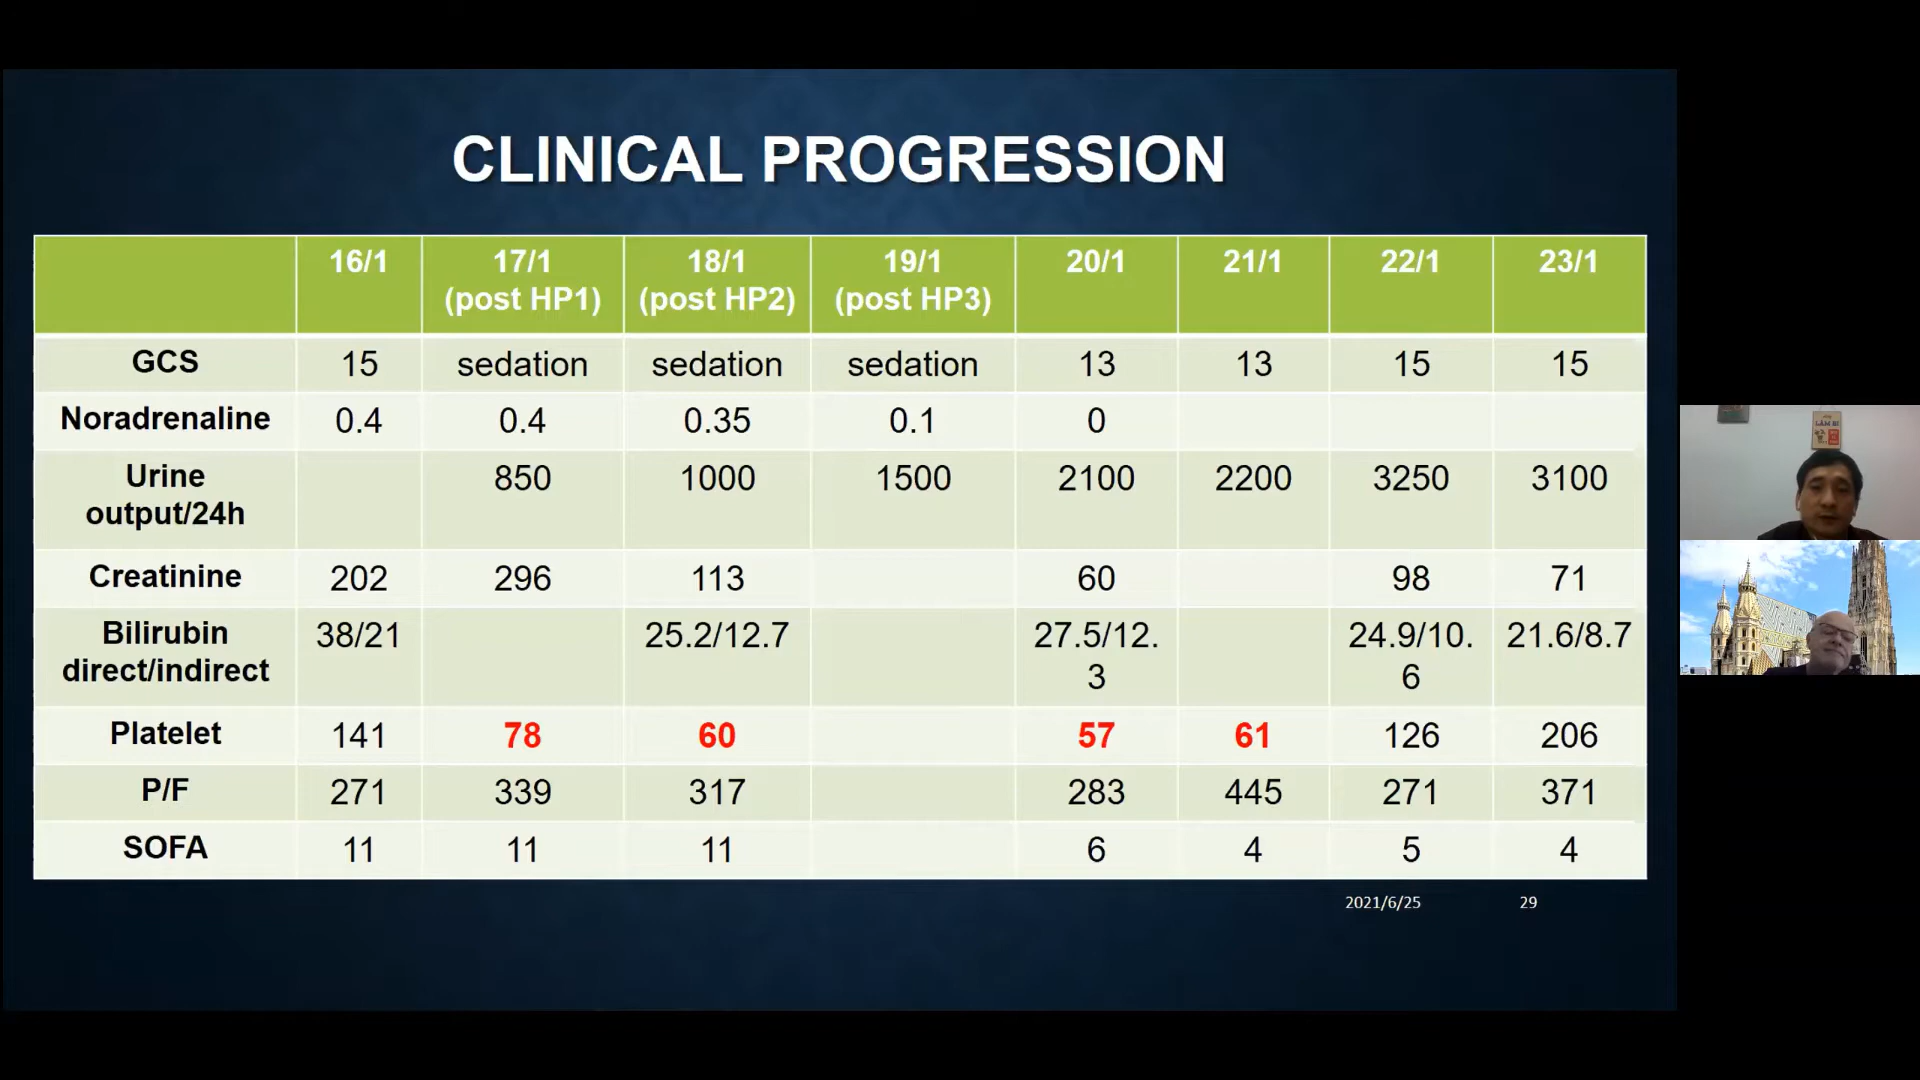 CLINICAL PROGRESSION
16/1 17/1 18/1 19/1 20/1 21/1 22/1 23/1
(post HP1) (post HP2) (post HP3)
GCS 15 sedation sedation sedation 13 13 15 15
Noradrenaline 0.4 0.4 0.35 0.1 0
Urine 850 1000 1500 2100 2200 3250 3100
output/24h
Creatinine 202 296 113 60 98 71
Bilirubin 38/21 25.2/12.7 27.5/12. 24.9/10. 21.6/8.7
direct/indirect 3 6
Platelet 141 78 60 57 61 126 206
P/F 271 339 317 283 445 271 371
SOFA 11 11 11 6 4 5 4
2021/6/25 29